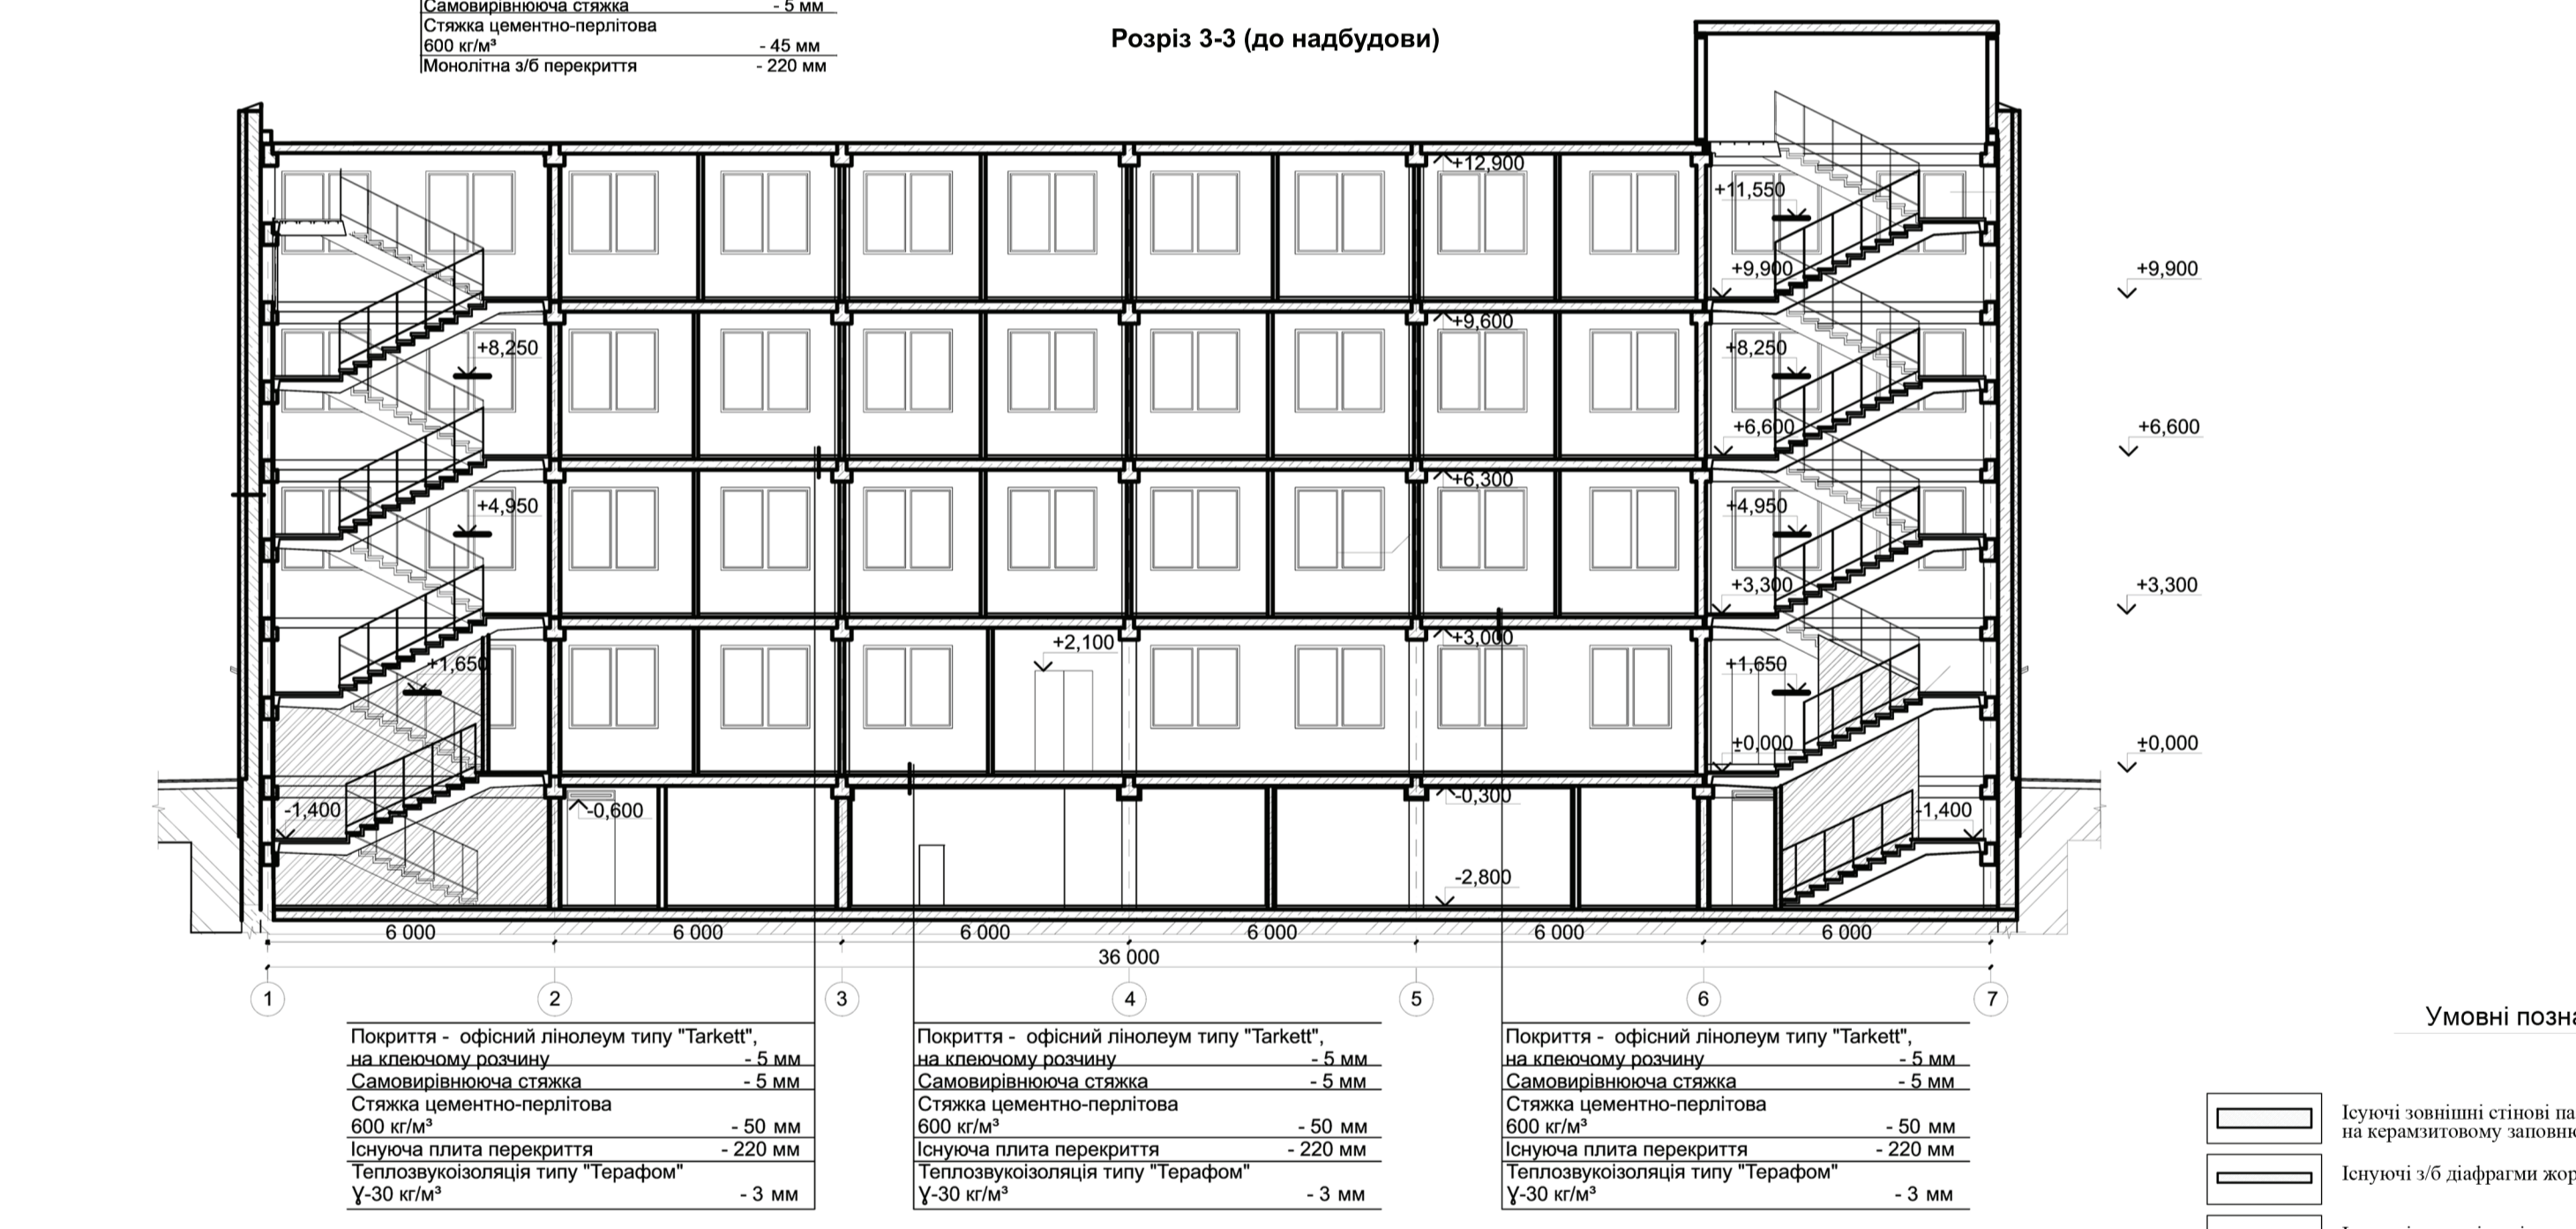 Самовирівнююча стяжка - 5 мм
Стяжка цементно-перлітова
600 кг/м³ - 45 мм
Монолітна з/б перекриття - 220 мм
Розріз 3-3 (до надбудови)
+12,900
+11,550
+9,900
+9,900
+9,600
+8,250
+8,250
+6,600
+6,600
+6,300
+4,950
+4,950
+3,300
+3,300
+3,000
+2,100
+1,650
+1,650
±0,000
±0,000
-0,300
-0,600
-1,400
-1,400
-2,800
6 000 6 000 6 000 6 000 6 000 6 000
36 000
1 2 3 4 5 6 7
Покриття - офісний лінолеум типу "Tarkett",
на клеючому розчину - 5 мм
Самовирівнююча стяжка - 5 мм
Стяжка цементно-перлітова
600 кг/м³ - 50 мм
Існуюча плита перекриття - 220 мм
Теплозвукоізоляція типу "Терафом"
Ɣ-30 кг/м³ - 3 мм
Покриття - офісний лінолеум типу "Tarkett",
на клеючому розчину - 5 мм
Самовирівнююча стяжка - 5 мм
Стяжка цементно-перлітова
600 кг/м³ - 50 мм
Існуюча плита перекриття - 220 мм
Теплозвукоізоляція типу "Терафом"
Ɣ-30 кг/м³ - 3 мм
Покриття - офісний лінолеум типу "Tarkett",
на клеючому розчину - 5 мм
Самовирівнююча стяжка - 5 мм
Стяжка цементно-перлітова
600 кг/м³ - 50 мм
Існуюча плита перекриття - 220 мм
Теплозвукоізоляція типу "Терафом"
Ɣ-30 кг/м³ - 3 мм
Умовні позна
Ісуючі зовнішні стінові па
на керамзитовому заповню
Існуючі з/б діафрагми жор